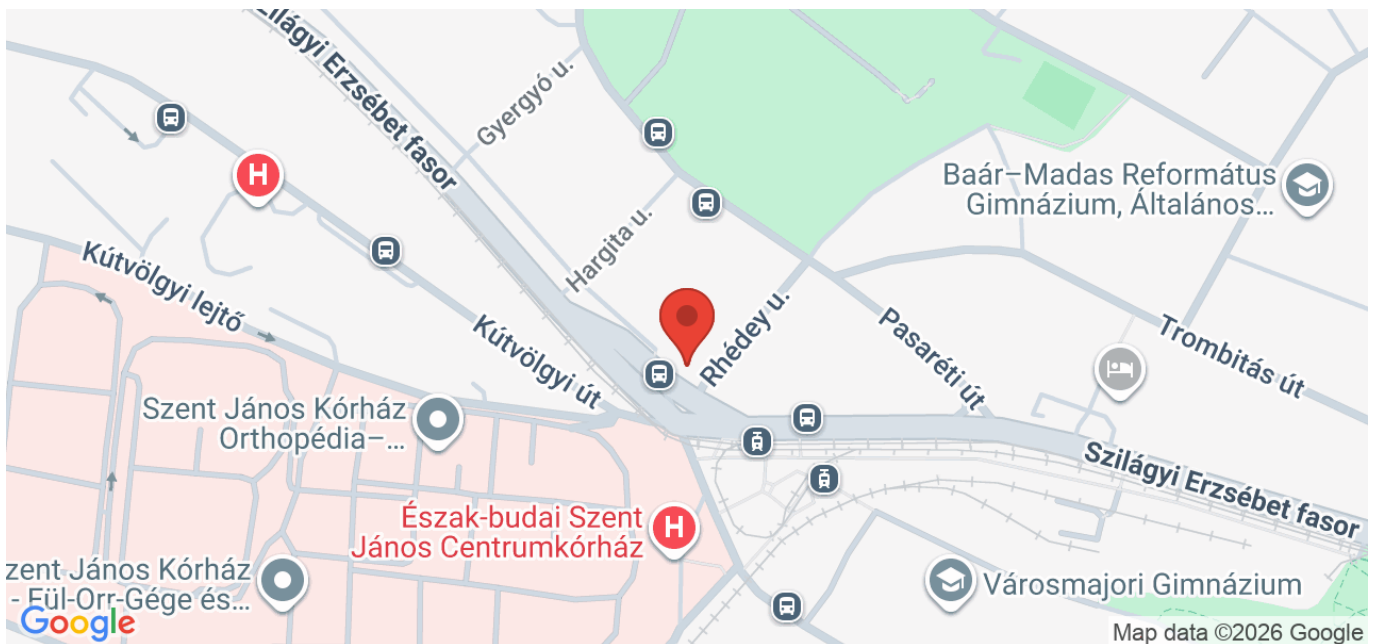 Szilágyi Erzsébet fasor
Gyergyó u.
Hargita u.
Baár–Madas Református
Gimnázium, Általános...
Kútvölgyi lejtő
Kútvölgyi út
Rhédey u.
Pasaréti út
Trombitás út
Szent János Kórház
Orthopédia–...
Szilágyi Erzsébet fasor
Észak-budai Szent
János Centrumkórház
zent János Kórház
- Fül-Orr-Gége és...
Városmajori Gimnázium
Google
Map data ©2026 Google
H
H